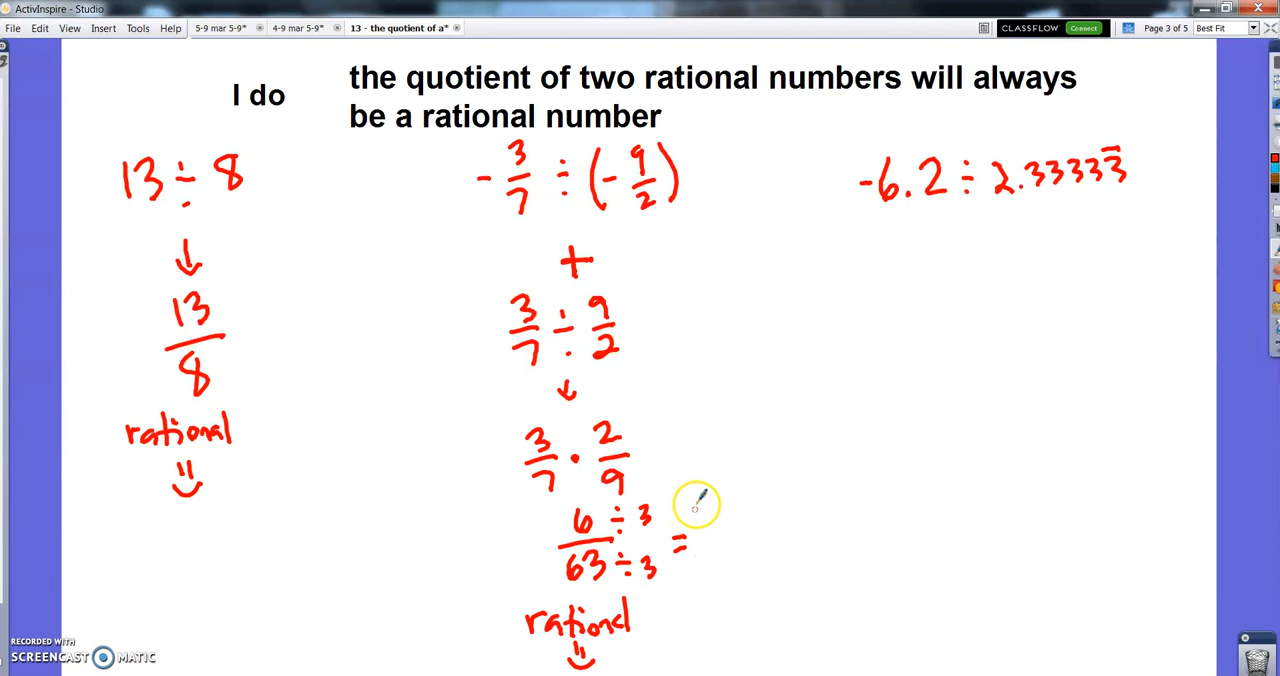 ActivInspire - Studio
File Edit View Insert Tools Help 5-9 mar 5-9* 4-9 mar 5-9* 13 - the quotient of a* CLASSFLOW Connect Page 3 of 5 Best Fit
I do
the quotient of two rational numbers will always
be a rational number
13 ÷ 8
↓
13
8
rational
- 3/7 ÷ (- 9/2)
+
3/7 ÷ 9/2
↓
3/7 · 2/9
6 ÷ 3
63 ÷ 3
=
rational
-6.2 ÷ 2.33333̅
RECORDED WITH
SCREENCAST MATIC